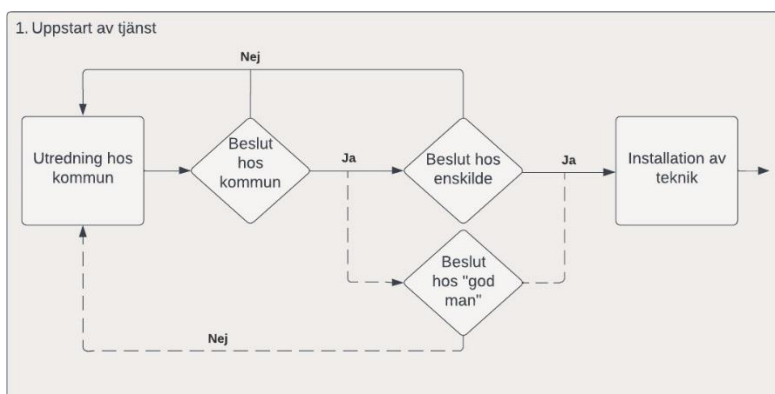 1. Uppstart av tjänst
Nej
Utredning hos
kommun
Beslut
hos
kommun
Ja
Beslut hos
enskilde
Ja
Installation av
teknik
Beslut
hos "god
man"
Nej